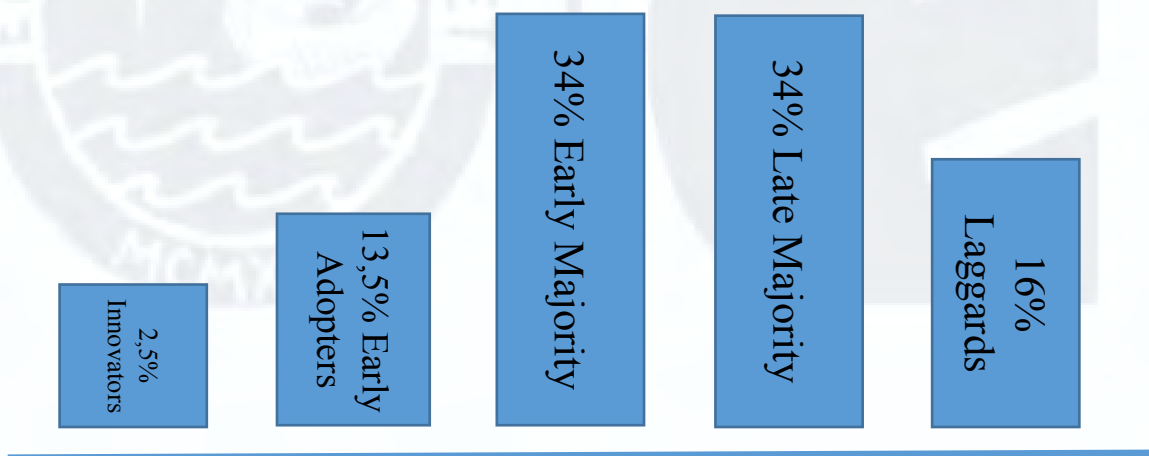 2,5%
Innovators
13,5% Early
Adopters
34% Early Majority
34% Late Majority
16%
Laggards